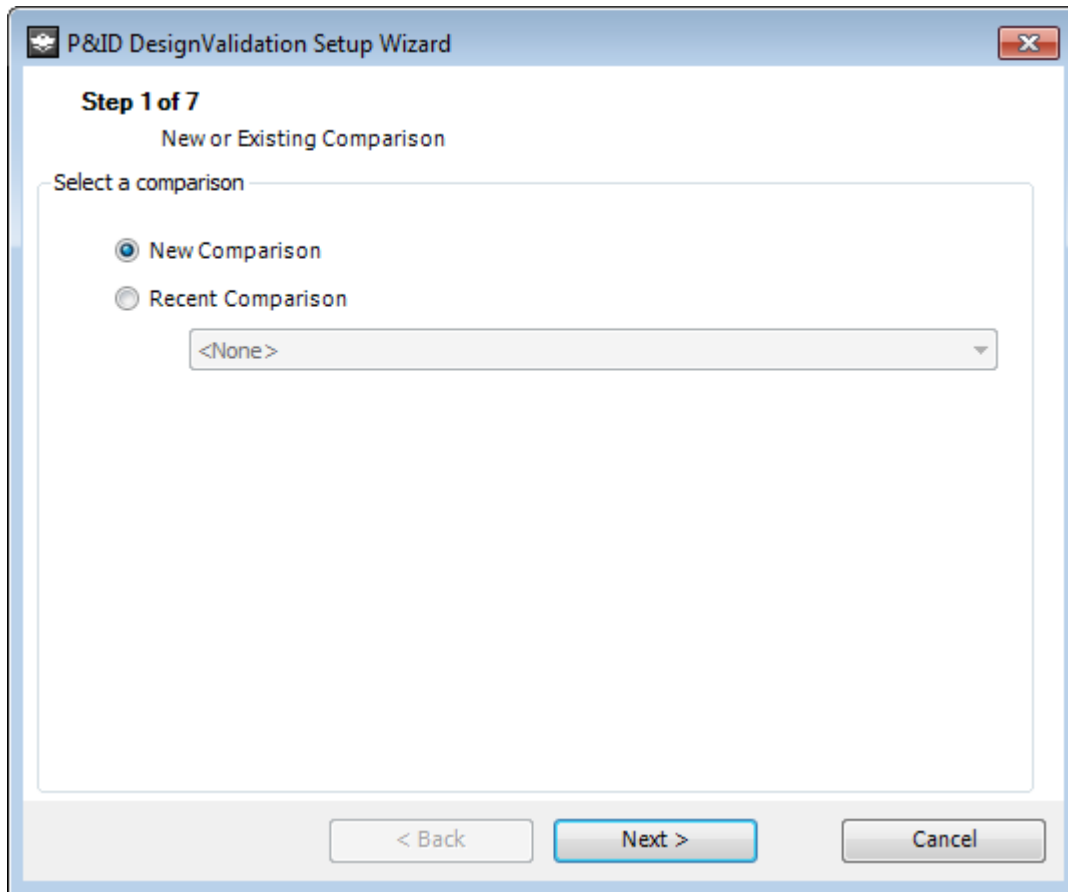 P&ID DesignValidation Setup Wizard
Step 1 of 7
New or Existing Comparison
Select a comparison
New Comparison
Recent Comparison
<None>
< Back Next > Cancel